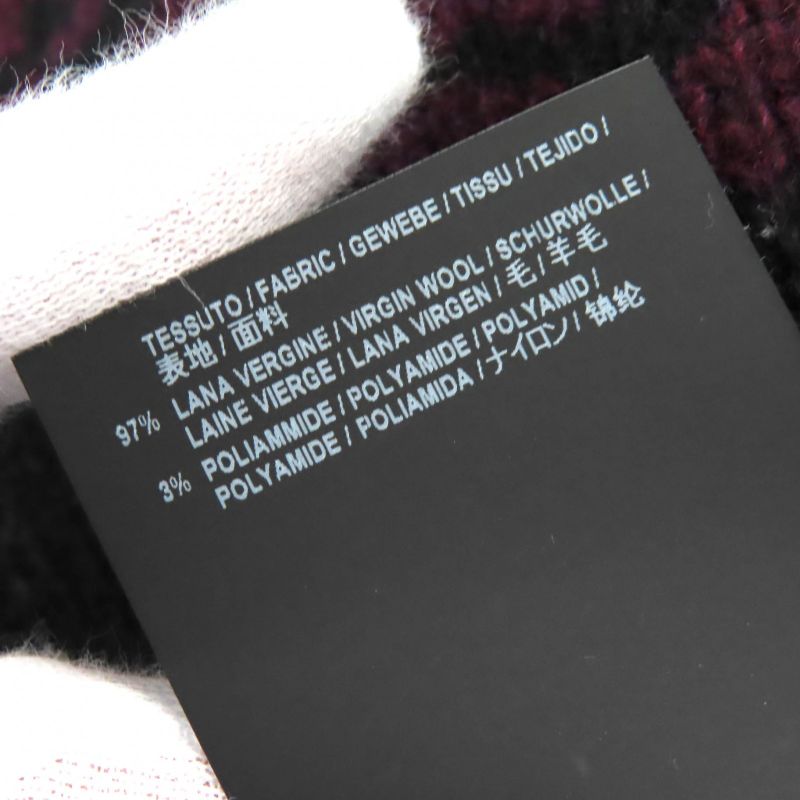 TESSUTO / FABRIC / GEWEBE / TISSU / TEJIDO /
表地 / 面料
97% LANA VERGINE / VIRGIN WOOL / SCHURWOLLE /
LAINE VIERGE / LANA VIRGEN / 毛 / 羊毛
3% POLIAMMIDE / POLYAMIDE / POLYAMID /
POLYAMIDE / POLIAMIDA / ナイロン / 锦纶